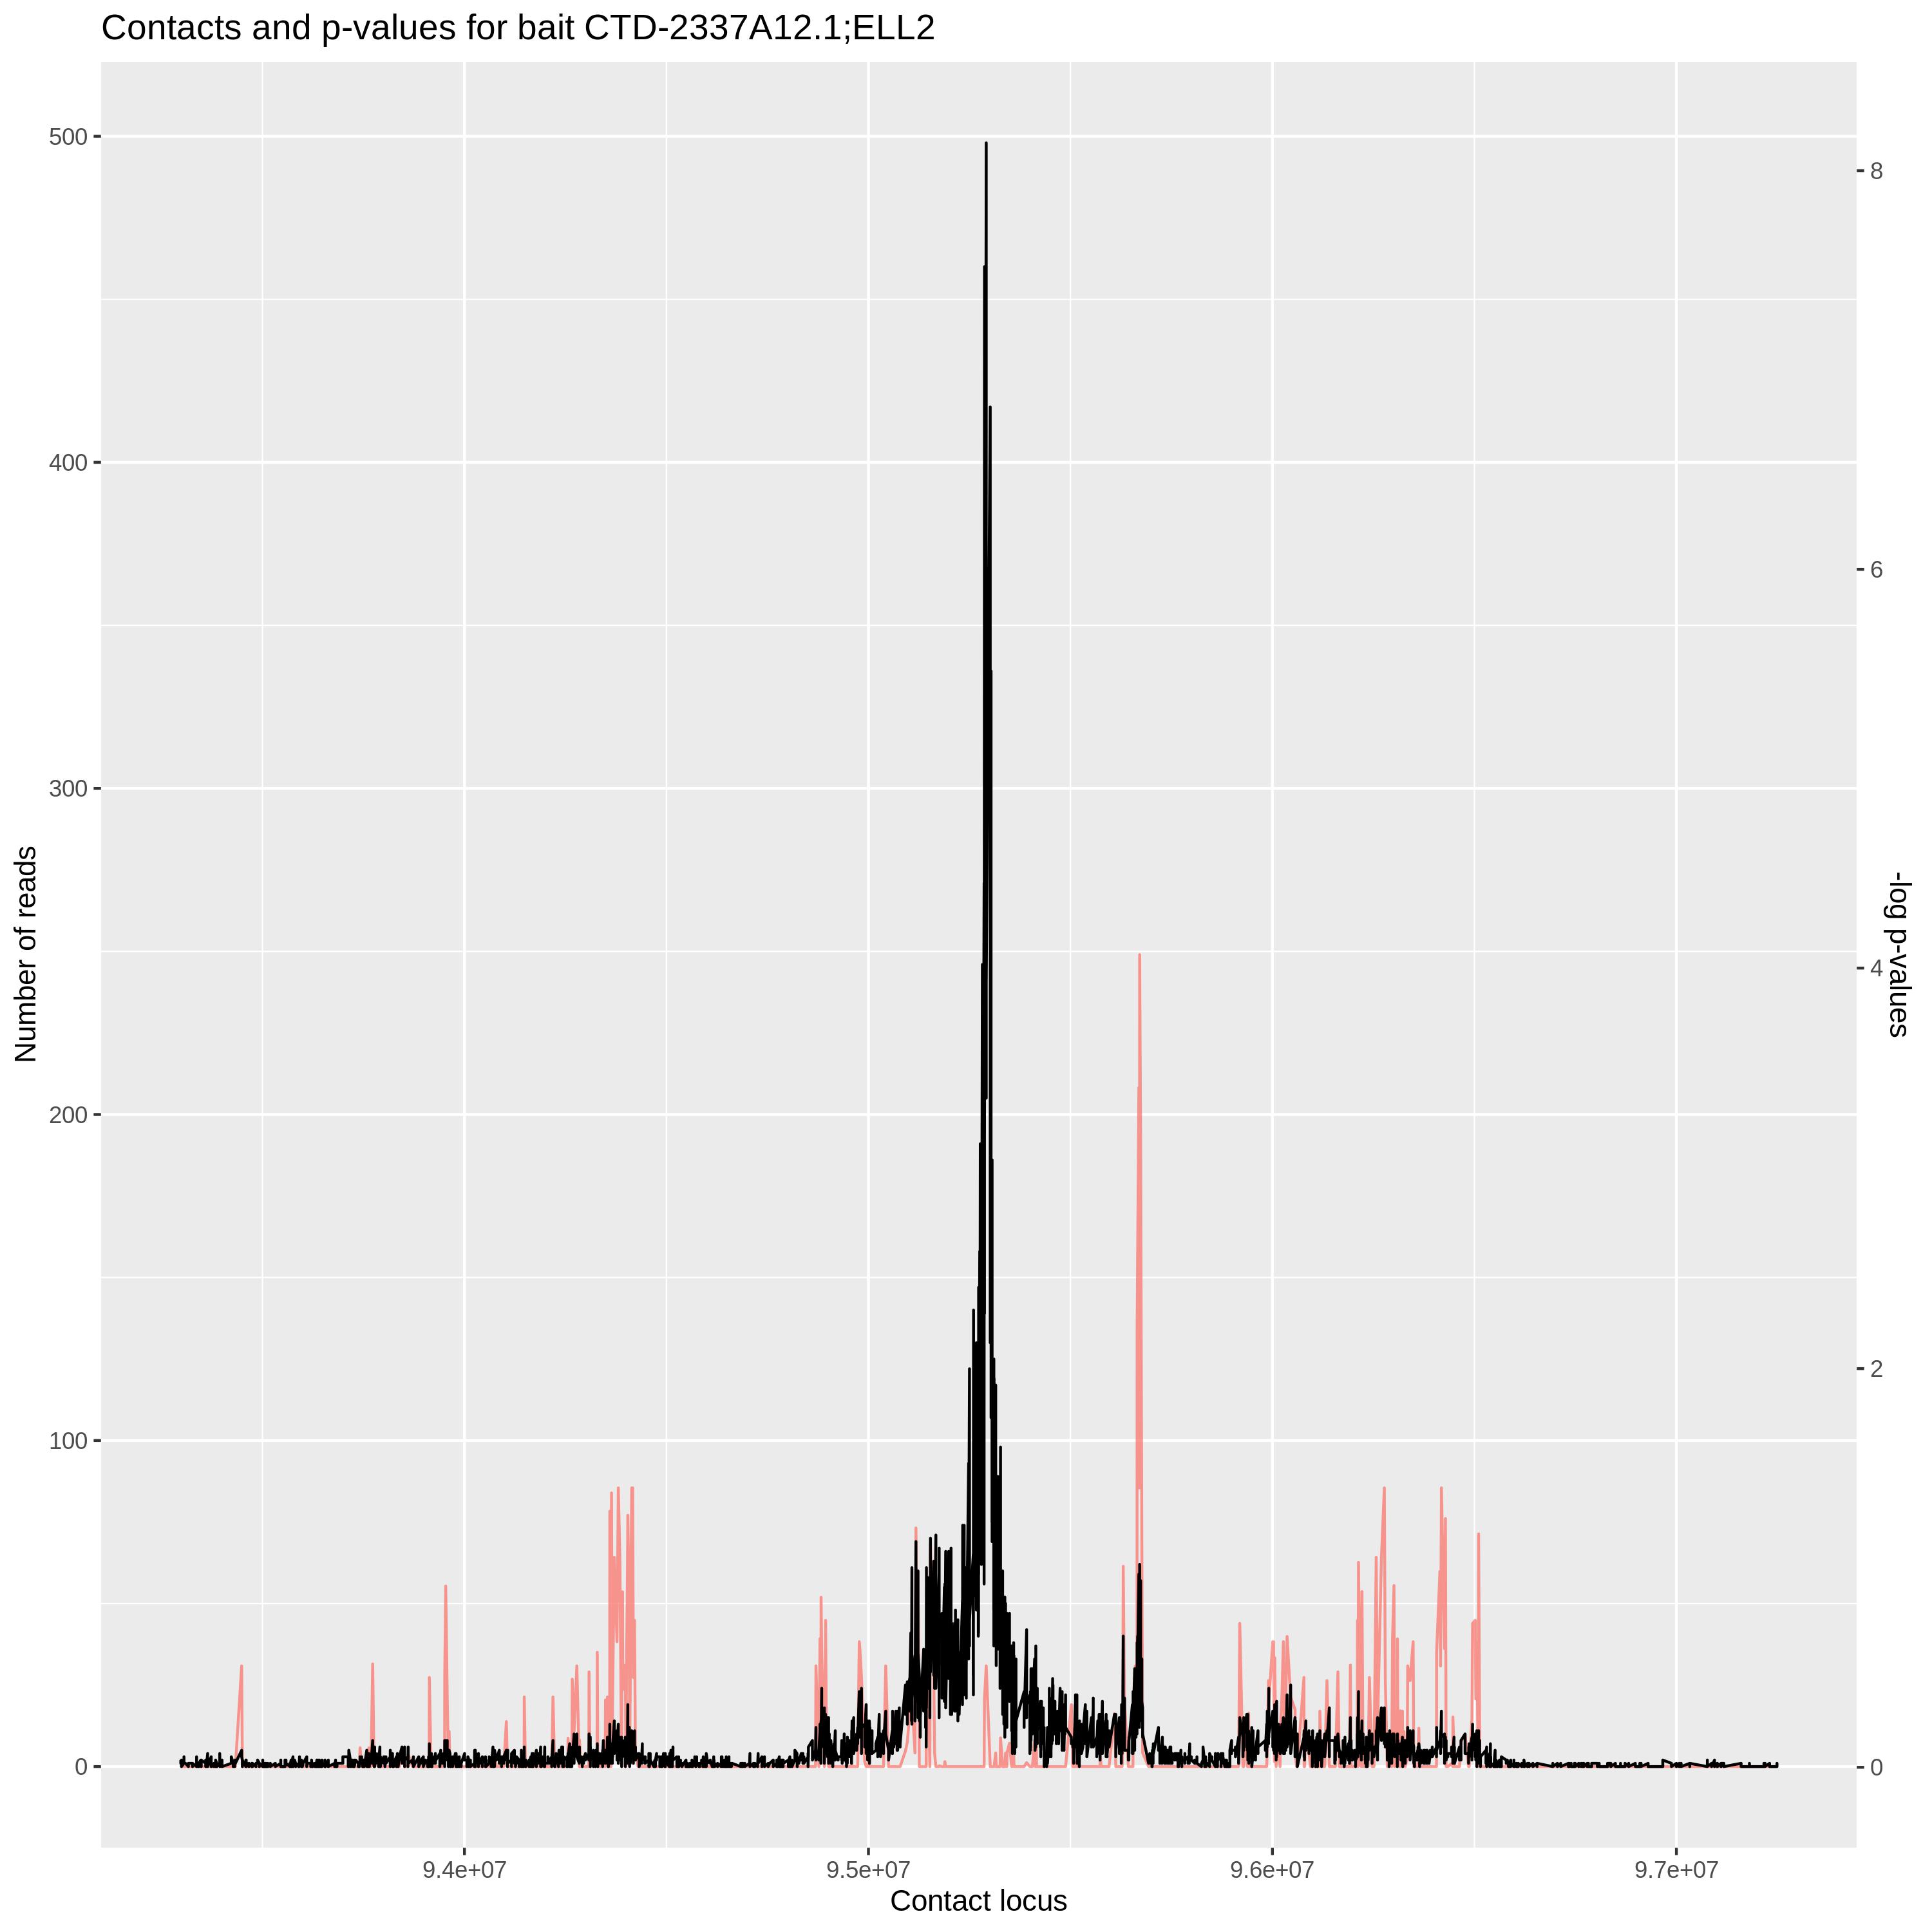 Contacts and p-values for bait CTD-2337A12.1;ELL2
500
400
300
200
100
0
Number of reads
8
6
4
2
0
-log p-values
9.4e+07
9.5e+07
9.6e+07
9.7e+07
Contact locus